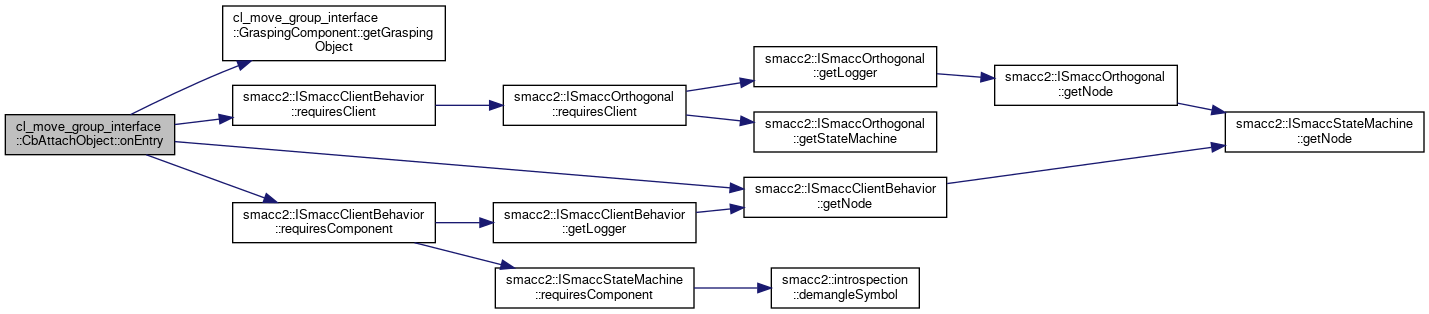 cl_move_group_interface
::CbAttachObject::onEntry
cl_move_group_interface
::GraspingComponent::getGrasping
Object
smacc2::ISmaccClientBehavior
::requiresClient
smacc2::ISmaccClientBehavior
::requiresComponent
smacc2::ISmaccOrthogonal
::requiresClient
smacc2::ISmaccClientBehavior
::getLogger
smacc2::ISmaccStateMachine
::requiresComponent
smacc2::ISmaccOrthogonal
::getLogger
smacc2::ISmaccOrthogonal
::getStateMachine
smacc2::ISmaccClientBehavior
::getNode
smacc2::introspection
::demangleSymbol
smacc2::ISmaccOrthogonal
::getNode
smacc2::ISmaccStateMachine
::getNode